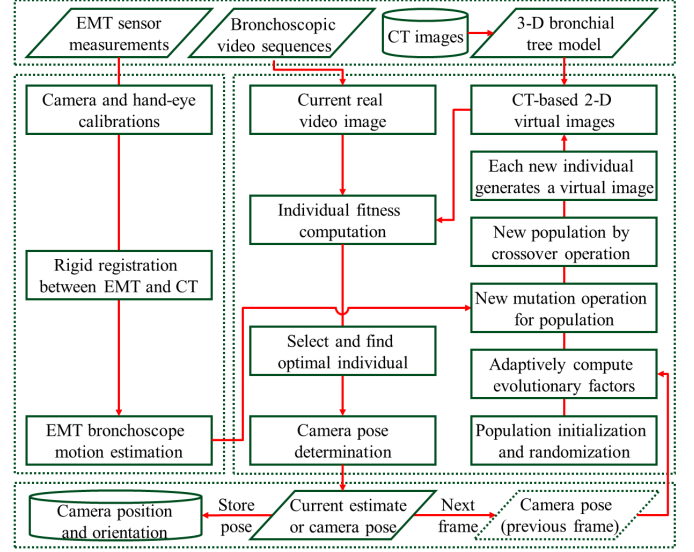 EMT sensor
measurements
Bronchoscopic
video sequences
CT images
3-D bronchial
tree model
Camera and hand-eye
calibrations
Rigid registration
between EMT and CT
EMT bronchoscope
motion estimation
Current real
video image
Individual fitness
computation
Select and find
optimal individual
Camera pose
determination
CT-based 2-D
virtual images
Each new individual
generates a virtual image
New population by
crossover operation
New mutation operation
for population
Adaptively compute
evolutionary factors
Population initialization
and randomization
Camera position
and orientation
Store
pose
Current estimate
or camera pose
Next
frame
Camera pose
(previous frame)